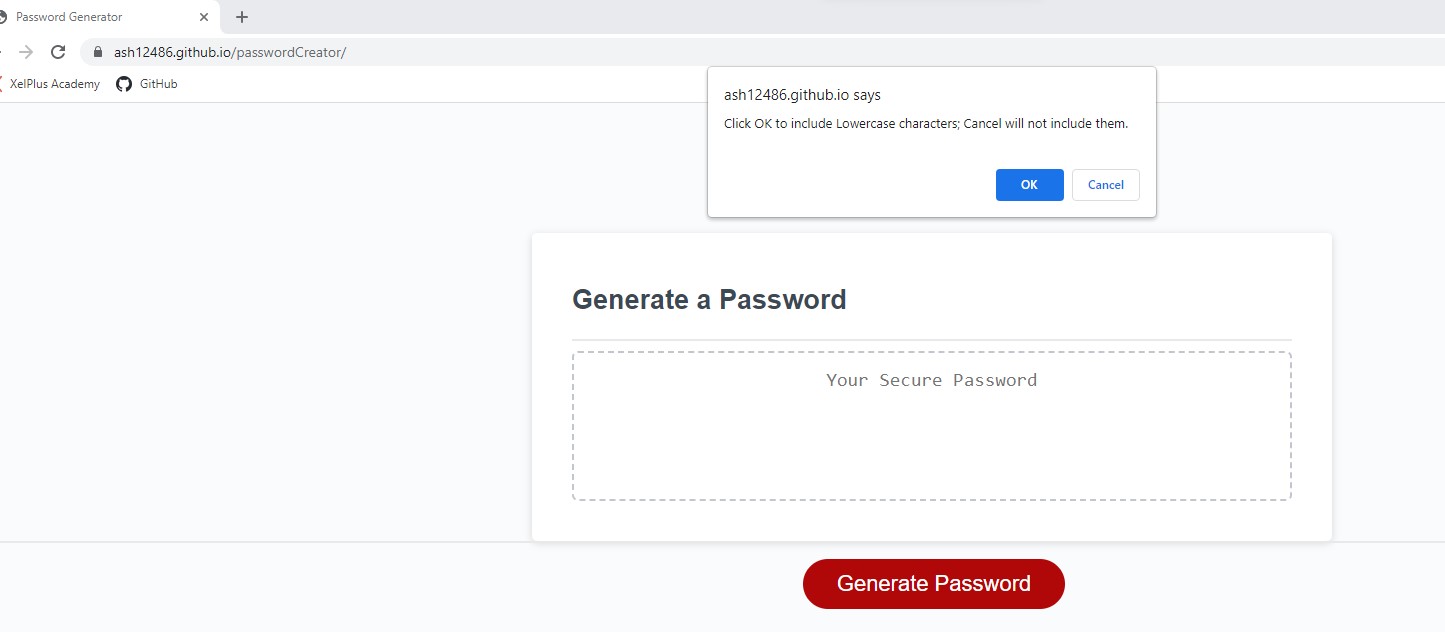 Password Generator
ash12486.github.io/passwordCreator/
XelPlus Academy GitHub
ash12486.github.io says
Click OK to include Lowercase characters; Cancel will not include them.
OK Cancel
Generate a Password
Your Secure Password
Generate Password